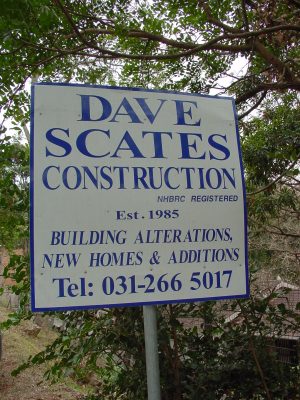 DAVE
SCATES
CONSTRUCTION
NHBRC REGISTERED
Est. 1985
BUILDING ALTERATIONS,
NEW HOMES & ADDITIONS
Tel: 031-266 5017